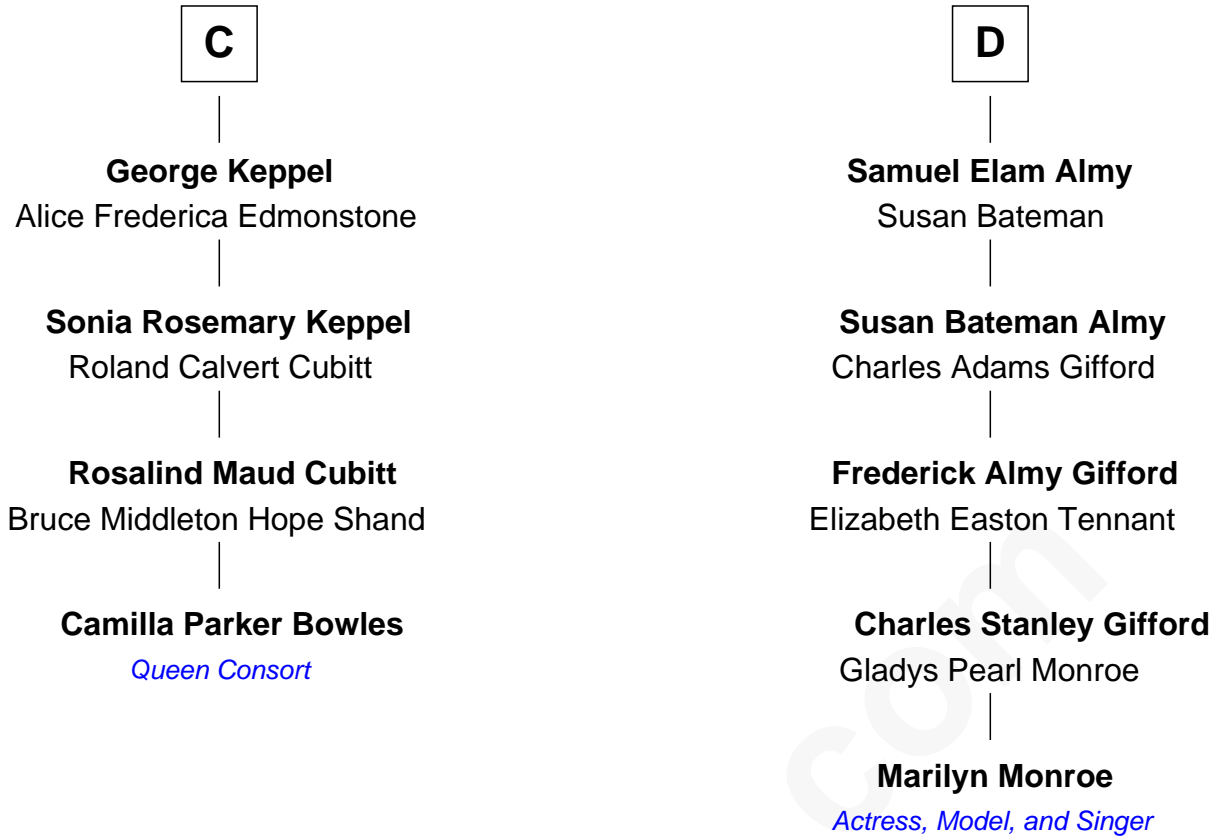 C
George Keppel
Alice Frederica Edmonstone
Sonia Rosemary Keppel
Roland Calvert Cubitt
Rosalind Maud Cubitt
Bruce Middleton Hope Shand
Camilla Parker Bowles
Queen Consort
D
Samuel Elam Almy
Susan Bateman
Susan Bateman Almy
Charles Adams Gifford
Frederick Almy Gifford
Elizabeth Easton Tennant
Charles Stanley Gifford
Gladys Pearl Monroe
Marilyn Monroe
Actress, Model, and Singer
com